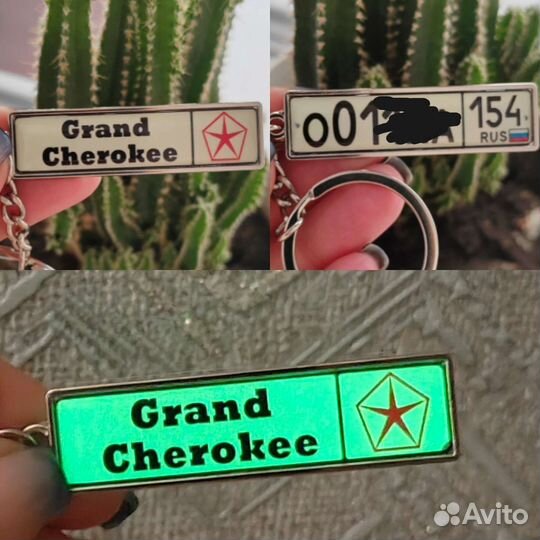 Grand
Cherokee
001
154
RUS
Grand
Cherokee
Avito